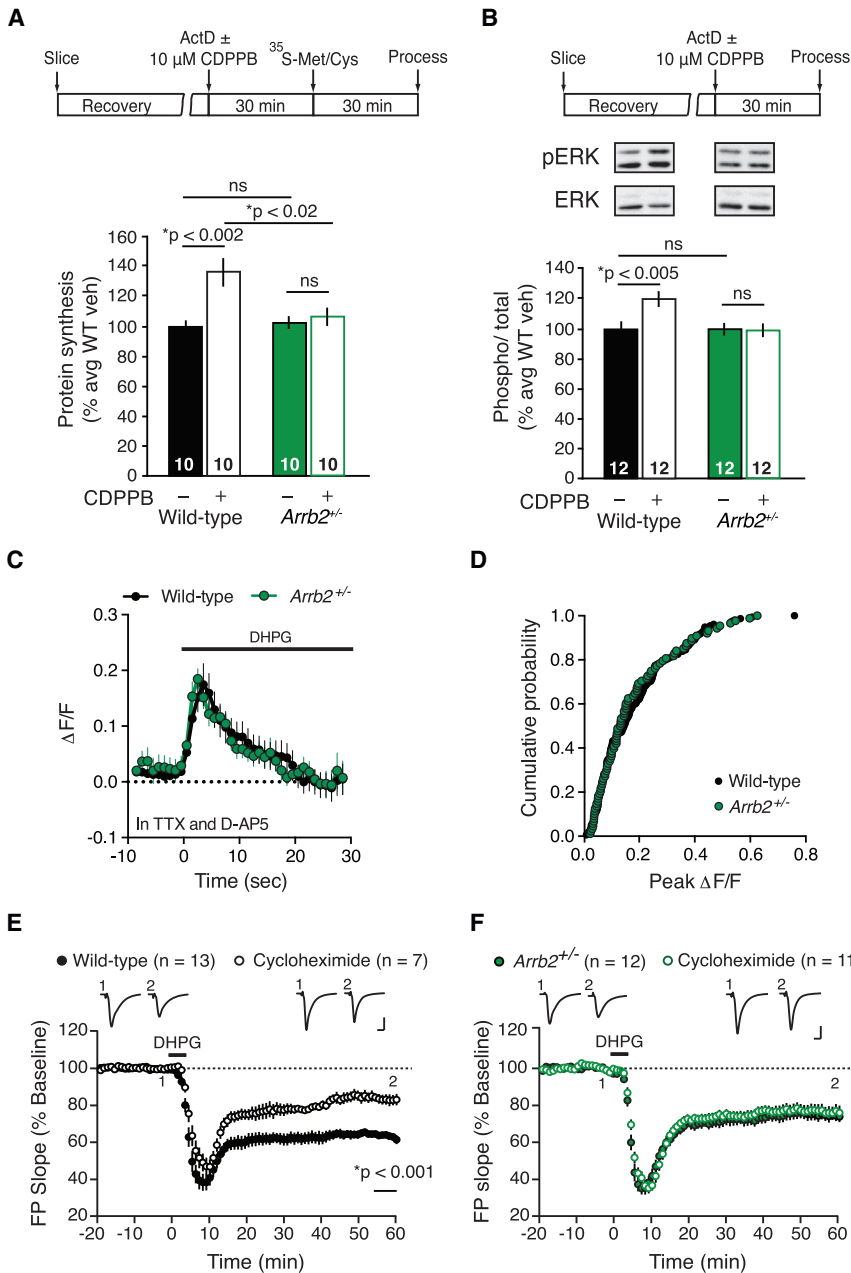 A
ActD ±
Slice 10 µM CDPPB ³⁵S-Met/Cys Process
Recovery 30 min 30 min
ns
*p < 0.02
*p < 0.002
ns
Protein synthesis
(% avg WT veh)
160
140
120
100
80
60
40
20
0
10 10 10 10
CDPPB – + – +
Wild-type Arrb2+/-
B
ActD ±
Slice 10 µM CDPPB Process
Recovery 30 min
pERK
ERK
ns
*p < 0.005
ns
Phospho/ total
(% avg WT veh)
140
120
100
80
60
40
20
0
12 12 12 12
CDPPB – + – +
Wild-type Arrb2+/-
C
Wild-type Arrb2+/-
DHPG
ΔF/F
0.3
0.2
0.1
0.0
-0.1
In TTX and D-AP5
-10 0 10 20 30
Time (sec)
D
Cumulative probability
1.0
0.8
0.6
0.4
0.2
0.0
Wild-type
Arrb2+/-
0.0 0.2 0.4 0.6 0.8
Peak ΔF/F
E
Wild-type (n = 13) Cycloheximide (n = 7)
1 2 1 2
DHPG
1 2
FP Slope (% Baseline)
120
100
80
60
40
20
*p < 0.001
-20 -10 0 10 20 30 40 50 60
Time (min)
F
Arrb2+/- (n = 12) Cycloheximide (n = 11
1 2 1 2
DHPG
1 2
FP slope (% Baseline)
120
100
80
60
40
20
-20 -10 0 10 20 30 40 50 60
Time (min)